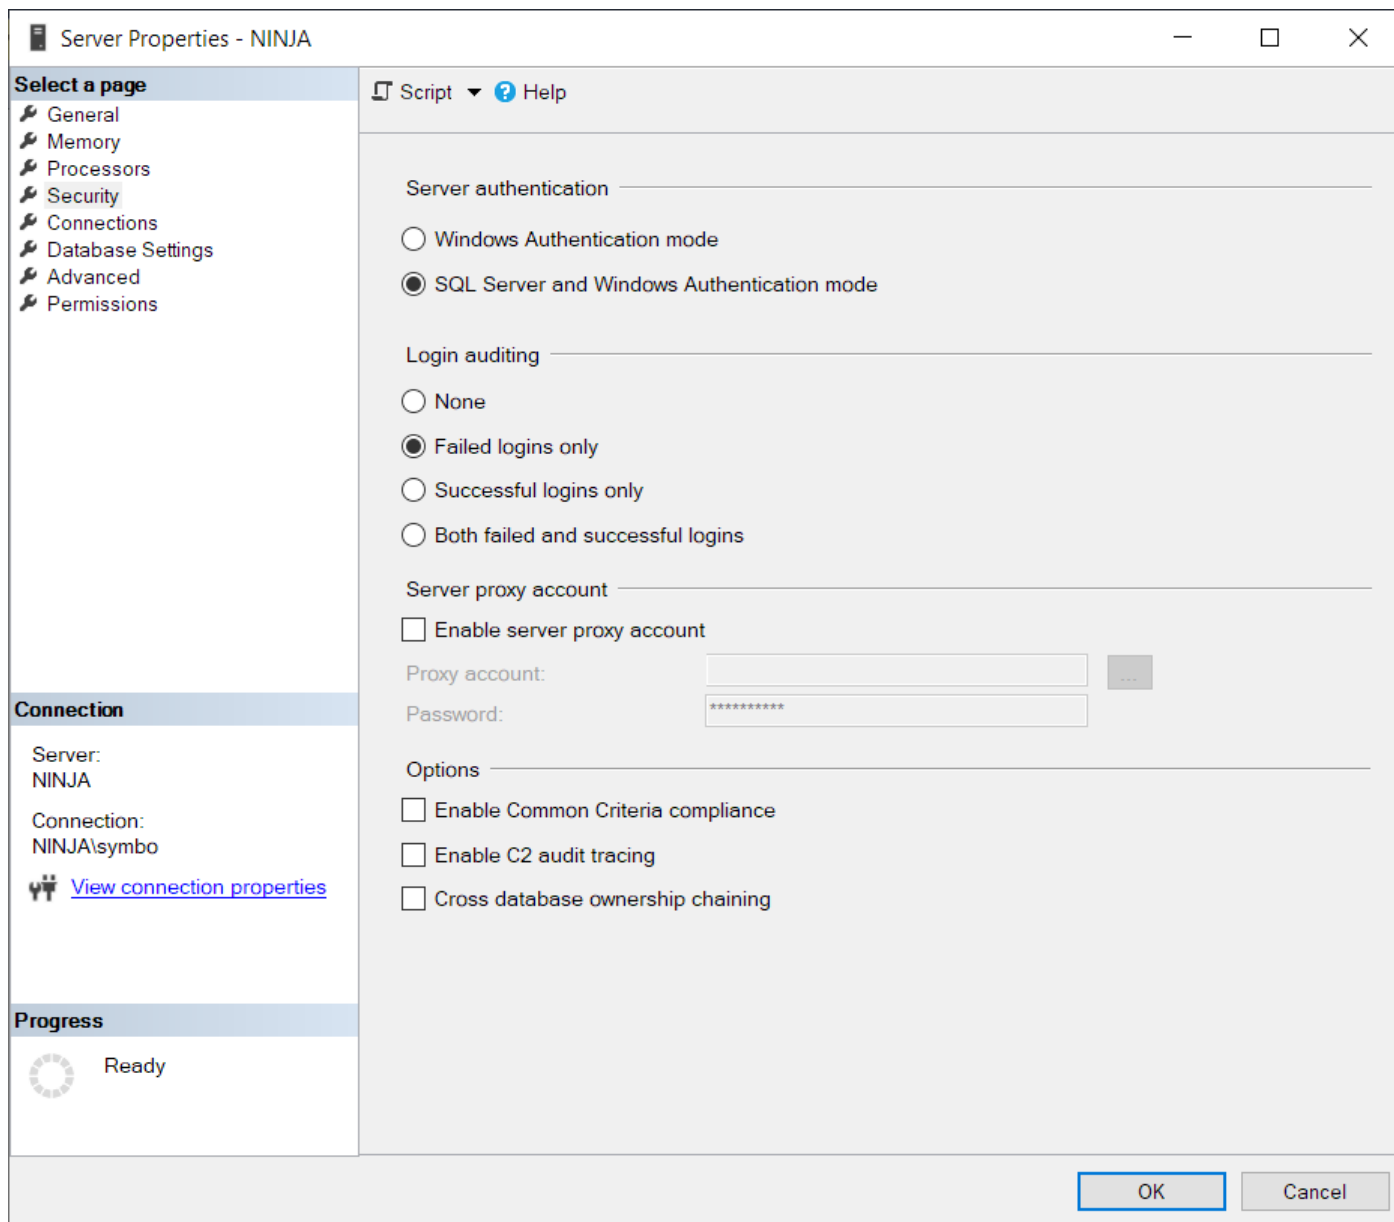 Server Properties - NINJA
Select a page
General
Memory
Processors
Security
Connections
Database Settings
Advanced
Permissions
Connection
Server:
NINJA
Connection:
NINJA\symbo
View connection properties
Progress
Ready
Script
Help
Server authentication
Windows Authentication mode
SQL Server and Windows Authentication mode
Login auditing
None
Failed logins only
Successful logins only
Both failed and successful logins
Server proxy account
Enable server proxy account
Proxy account:
...
Password: **********
Options
Enable Common Criteria compliance
Enable C2 audit tracing
Cross database ownership chaining
OK
Cancel